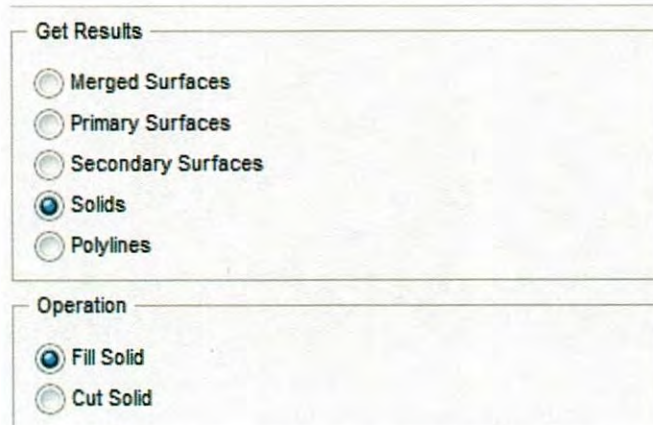 Get Results
Merged Surfaces
Primary Surfaces
Secondary Surfaces
Solids
Polylines
Operation
Fill Solid
Cut Solid